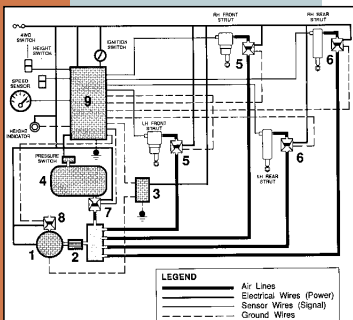 RH FRONT
STRUT
RH REAR
STRUT
4WD
SWITCH
HEIGHT
SWITCH
IGNITION
SWITCH
5
6
SPEED
SENSOR
9
HEIGHT
INDICATOR
LH FRONT
STRUT
PRESSURE
SWITCH
5
6
4
LH REAR
STRUT
3
7
8
1
2
LEGEND
Air Lines
Electrical Wires (Power)
Sensor Wires (Signal)
Ground Wires